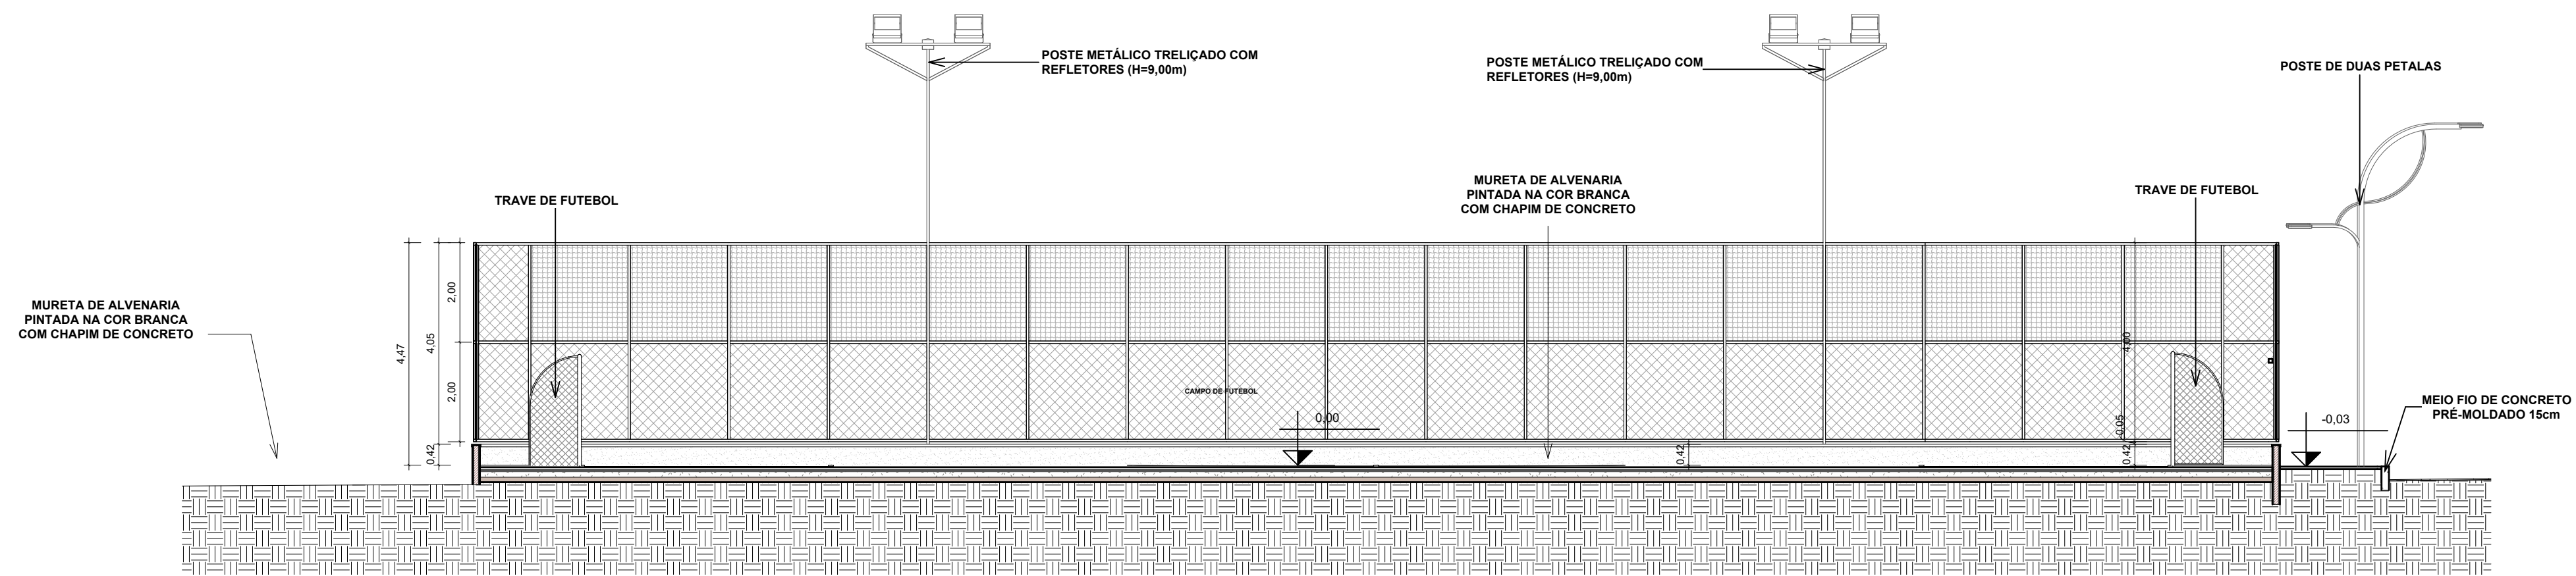 POSTE METÁLICO TRELIÇADO COM
REFLETORES (H=9,00m)
POSTE METÁLICO TRELIÇADO COM
REFLETORES (H=9,00m)
POSTE DE DUAS PETALAS
TRAVE DE FUTEBOL
MURETA DE ALVENARIA
PINTADA NA COR BRANCA
COM CHAPIM DE CONCRETO
TRAVE DE FUTEBOL
MURETA DE ALVENARIA
PINTADA NA COR BRANCA
COM CHAPIM DE CONCRETO
4,47
4,05
0,42
2,00
2,00
CAMPO DE FUTEBOL
0,00
0,42
4,00
0,05
0,42
-0,03
MEIO FIO DE CONCRETO
PRÉ-MOLDADO 15cm